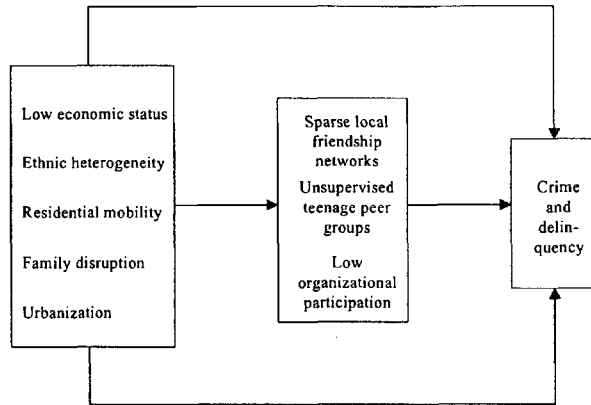 Low economic status
Ethnic heterogeneity
Residential mobility
Family disruption
Urbanization
Sparse local
friendship
networks
Unsupervised
teenage peer
groups
Low
organizational
participation
Crime
and
delin-
quency